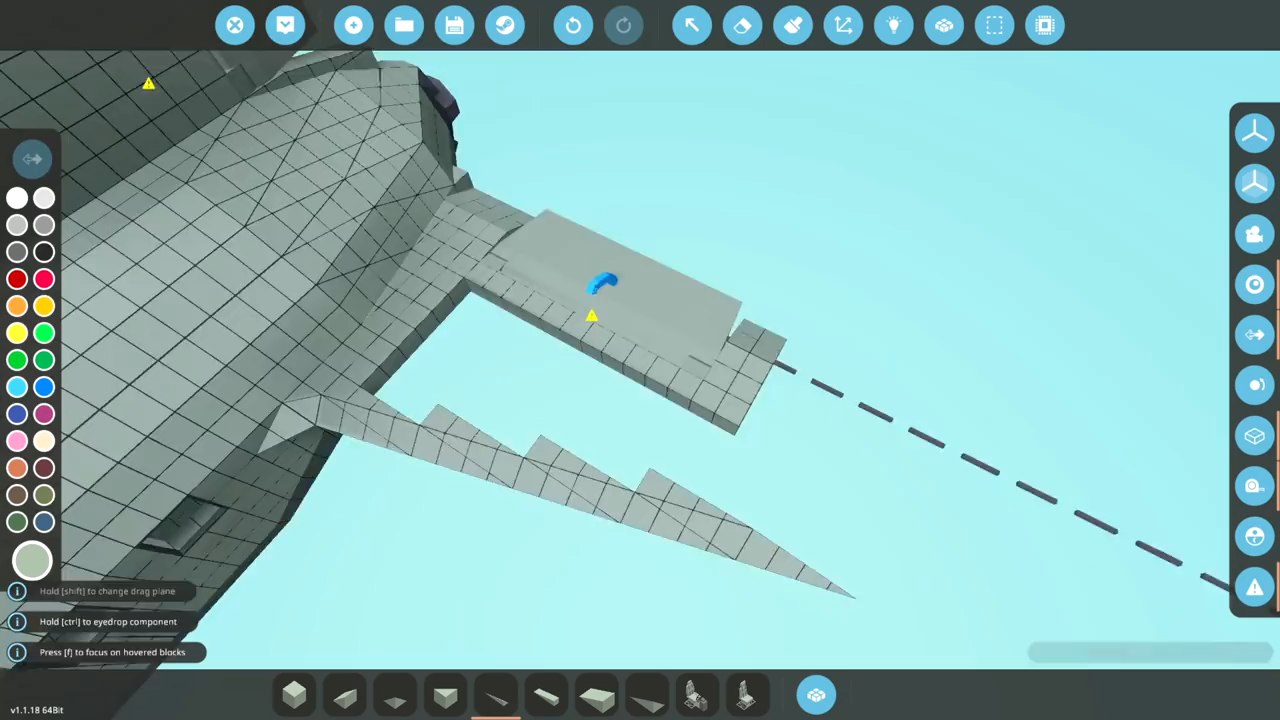 Hold [shift] to change drag plane
Hold [ctrl] to eyedrop component
Press [f] to focus on hovered blocks
v1.1.18 64Bit